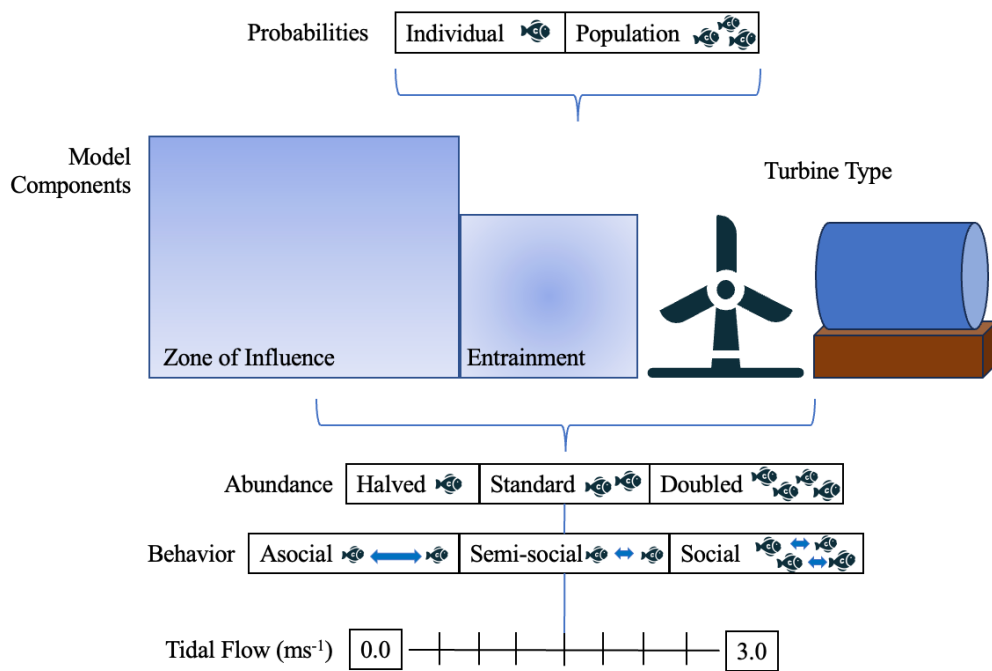 Probabilities Individual Population
Model
Components
Turbine Type
Zone of Influence Entrainment
Abundance Halved Standard Doubled
Behavior Asocial Semi-social Social
Tidal Flow (ms⁻¹) 0.0 3.0